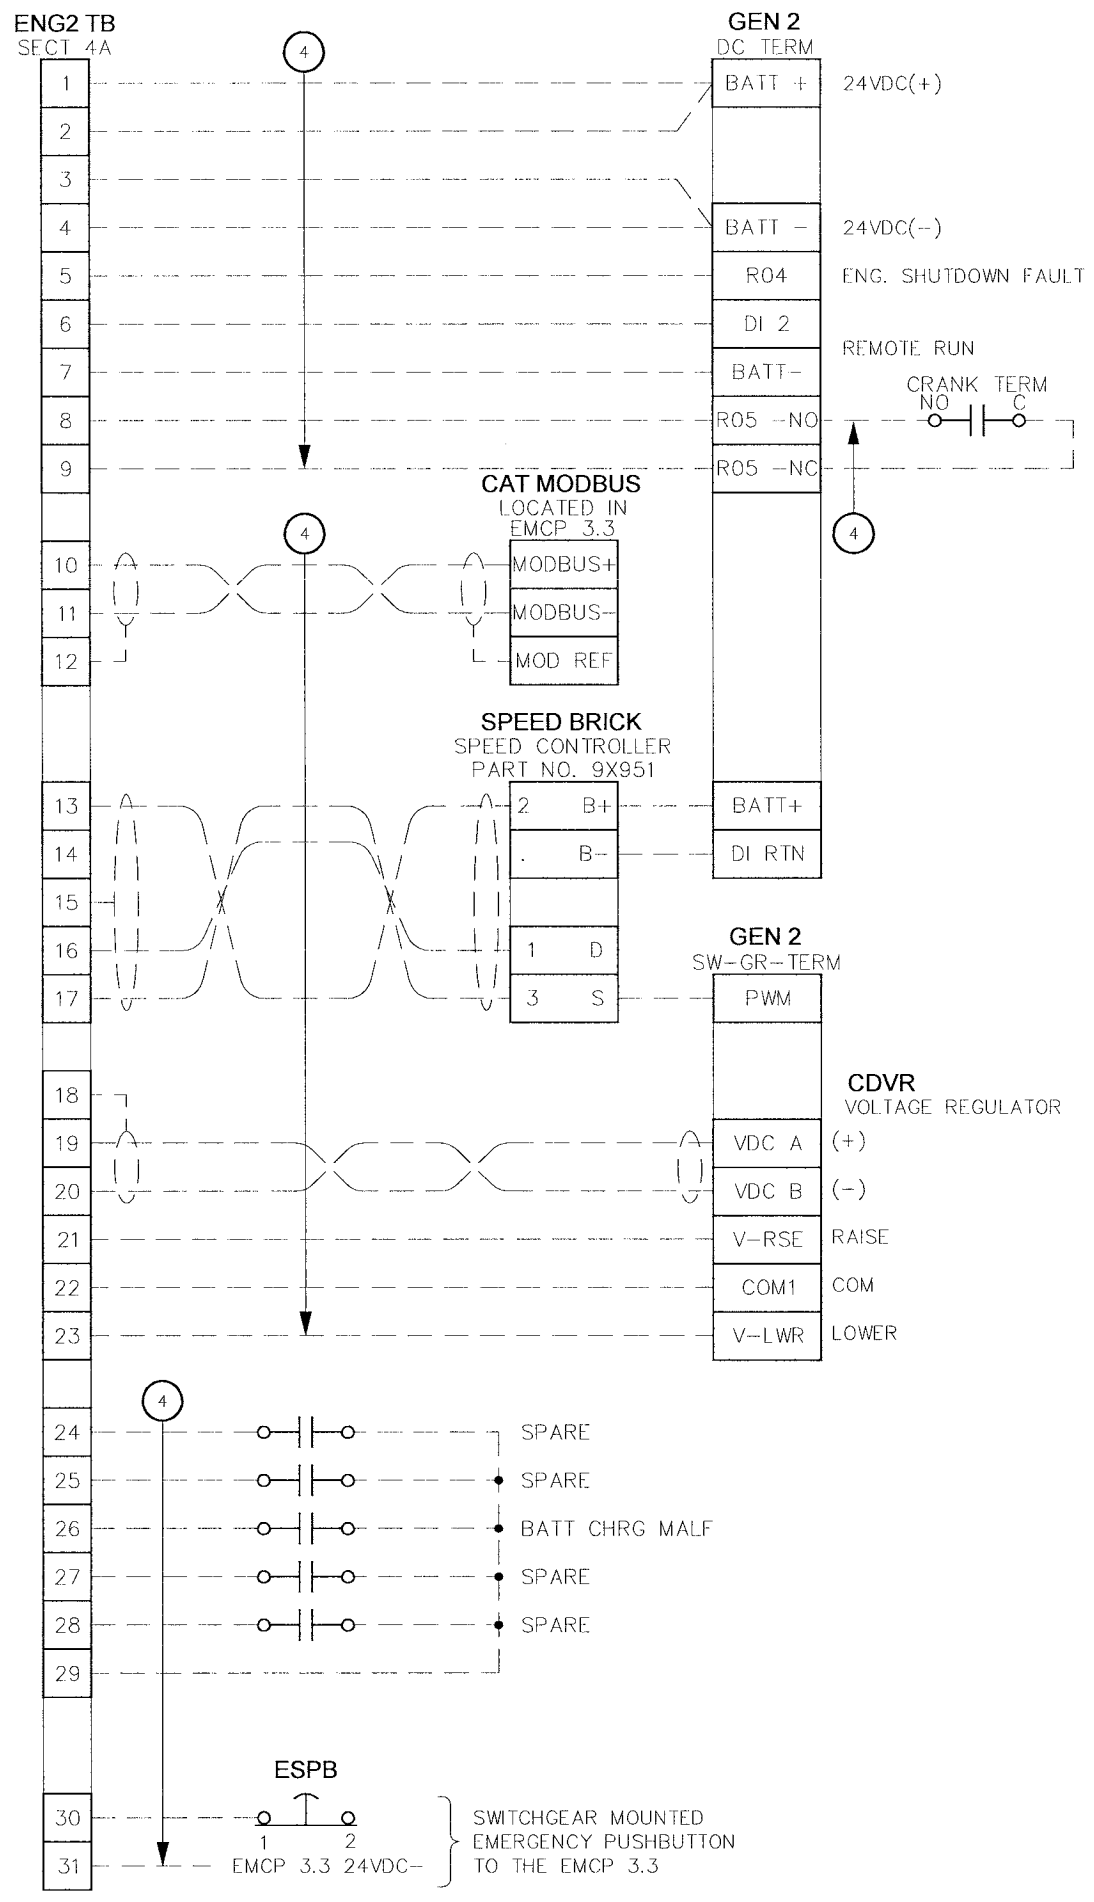 ENG2 TB
SECT 4A
4
GEN 2
DC TERM
1
BATT +
24VDC(+)
2
3
4
BATT -
24VDC(-)
5
R04
ENG. SHUTDOWN FAULT
6
DI 2
REMOTE RUN
7
BATT-
CRANK TERM
NO
C
8
R05 -NO
9
R05 -NC
CAT MODBUS
LOCATED IN
EMCP 3.3
4
4
10
MODBUS+
11
MODBUS-
12
MOD REF
SPEED BRICK
SPEED CONTROLLER
PART NO. 9X951
13
2 B+
BATT+
14
. B-
DI RTN
15
16
1 D
GEN 2
SW-GR-TERM
17
3 S
PWM
18
CDVR
VOLTAGE REGULATOR
19
VDC A
(+)
20
VDC B
(-)
21
V-RSE
RAISE
22
COM1
COM
23
V-LWR
LOWER
4
24
SPARE
25
SPARE
26
BATT CHRG MALF
27
SPARE
28
SPARE
29
ESPB
30
1 2
SWITCHGEAR MOUNTED
EMERGENCY PUSHBUTTON
TO THE EMCP 3.3
31
EMCP 3.3 24VDC-